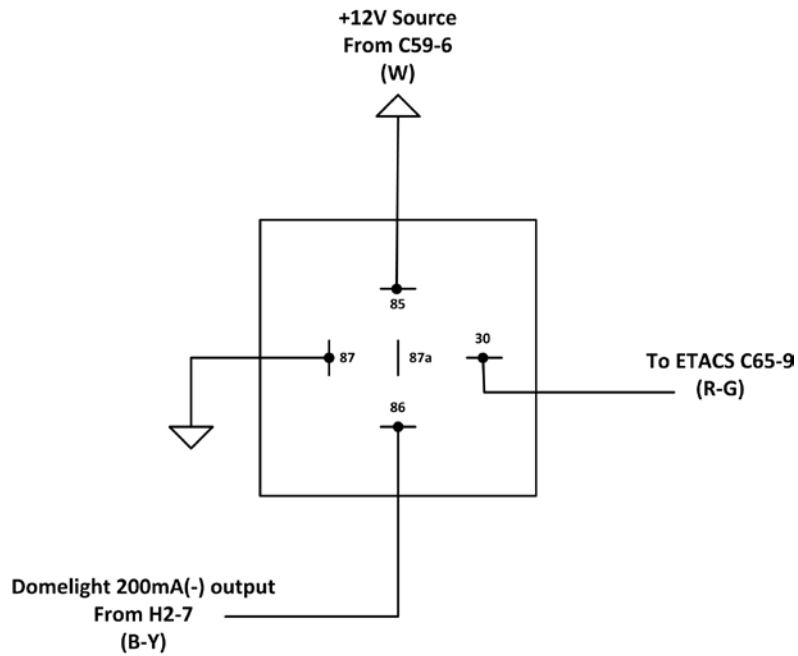 +12V Source
From C59-6
(W)
85
30
87
87a
To ETACS C65-9
(R-G)
86
Domelight 200mA(-) output
From H2-7
(B-Y)